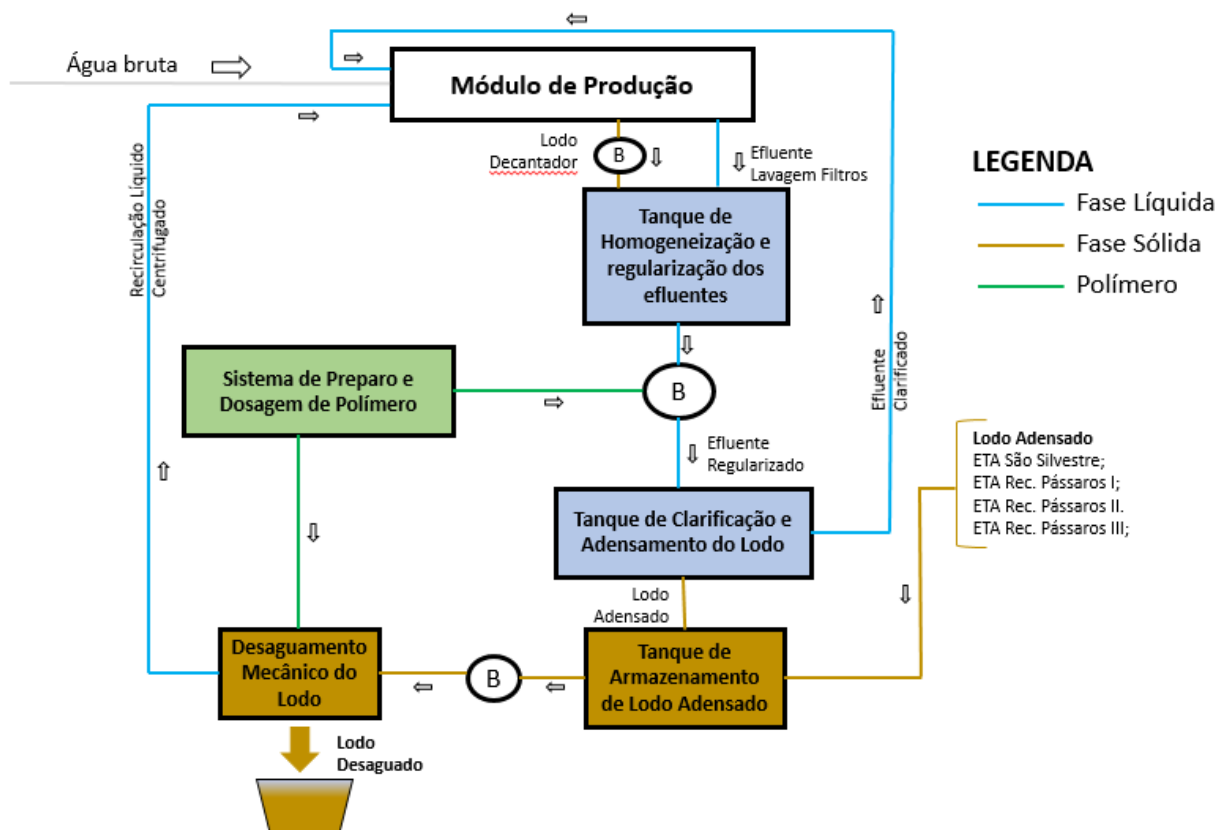 Água bruta
Módulo de Produção
Lodo
Decantador
B
Efluente
Lavagem Filtros
LEGENDA
Fase Líquida
Fase Sólida
Polímero
Recirculação Líquido
Centrifugado
Tanque de
Homogeneização e
regularização dos
efluentes
Sistema de Preparo e
Dosagem de Polímero
B
Efluente
Clarificado
Efluente
Regularizado
Lodo Adensado
ETA São Silvestre;
ETA Rec. Pássaros I;
ETA Rec. Pássaros II.
ETA Rec. Pássaros III;
Tanque de Clarificação e
Adensamento do Lodo
Lodo
Adensado
Desaguamento
Mecânico do
Lodo
B
Tanque de
Armazenamento
de Lodo Adensado
Lodo
Desaguado